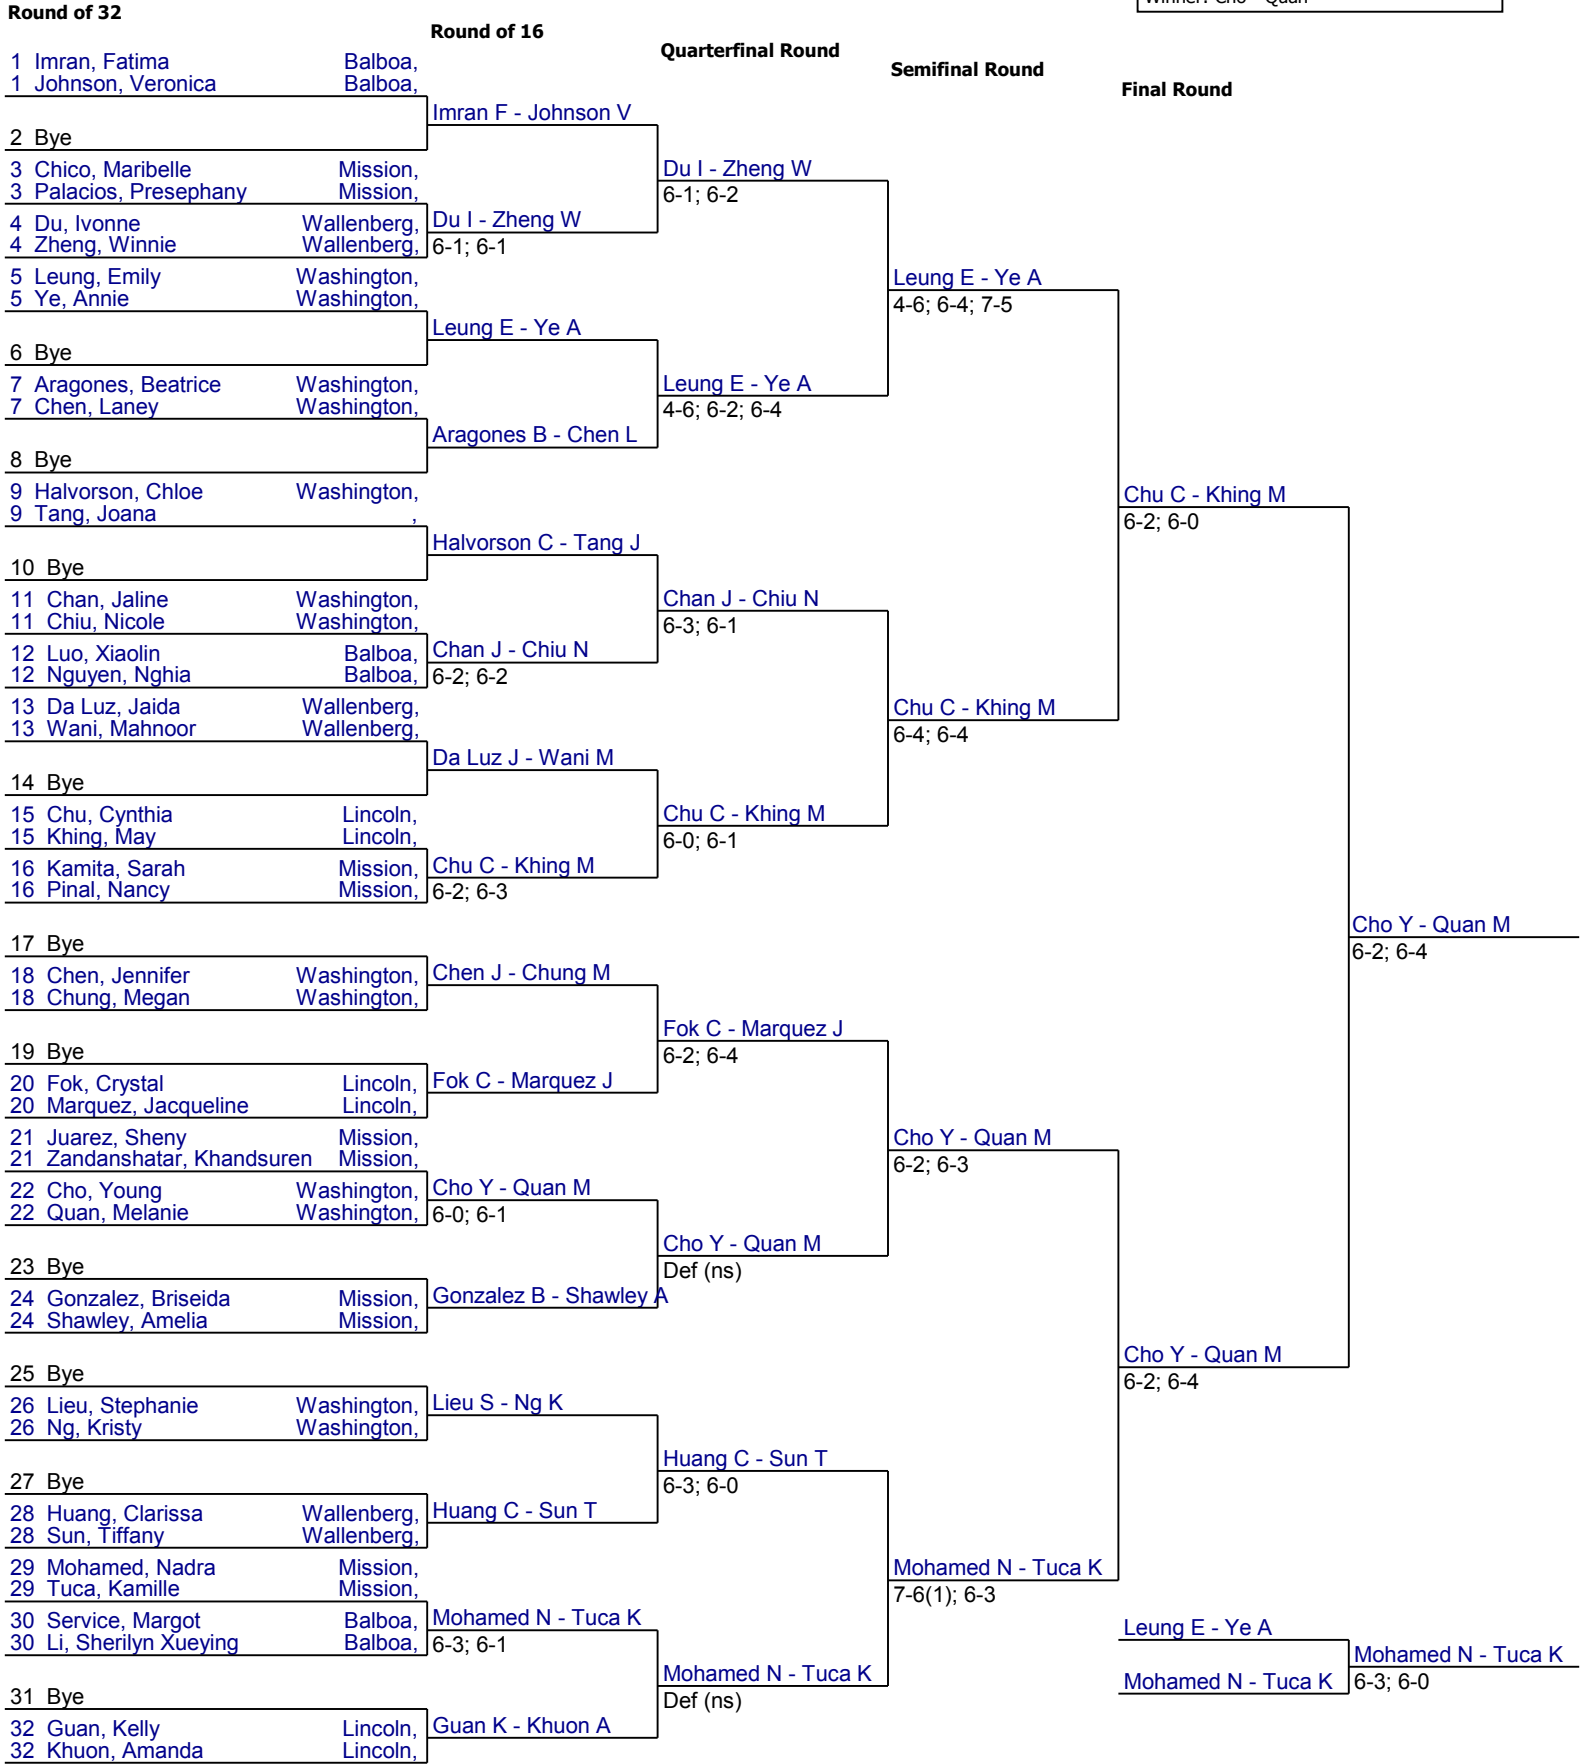 Winner: Cho - Quan
Round of 32
Round of 16
Quarterfinal Round
Semifinal Round
Final Round
1 Imran, Fatima Balboa,
1 Johnson, Veronica Balboa,
2 Bye
3 Chico, Maribelle Mission,
3 Palacios, Presephany Mission,
4 Du, Ivonne Wallenberg,
4 Zheng, Winnie Wallenberg,
5 Leung, Emily Washington,
5 Ye, Annie Washington,
6 Bye
7 Aragones, Beatrice Washington,
7 Chen, Laney Washington,
8 Bye
9 Halvorson, Chloe Washington,
9 Tang, Joana ,
10 Bye
11 Chan, Jaline Washington,
11 Chiu, Nicole Washington,
12 Luo, Xiaolin Balboa,
12 Nguyen, Nghia Balboa,
13 Da Luz, Jaida Wallenberg,
13 Wani, Mahnoor Wallenberg,
14 Bye
15 Chu, Cynthia Lincoln,
15 Khing, May Lincoln,
16 Kamita, Sarah Mission,
16 Pinal, Nancy Mission,
17 Bye
18 Chen, Jennifer Washington,
18 Chung, Megan Washington,
19 Bye
20 Fok, Crystal Lincoln,
20 Marquez, Jacqueline Lincoln,
21 Juarez, Sheny Mission,
21 Zandanshatar, Khandsuren Mission,
22 Cho, Young Washington,
22 Quan, Melanie Washington,
23 Bye
24 Gonzalez, Briseida Mission,
24 Shawley, Amelia Mission,
25 Bye
26 Lieu, Stephanie Washington,
26 Ng, Kristy Washington,
27 Bye
28 Huang, Clarissa Wallenberg,
28 Sun, Tiffany Wallenberg,
29 Mohamed, Nadra Mission,
29 Tuca, Kamille Mission,
30 Service, Margot Balboa,
30 Li, Sherilyn Xueying Balboa,
31 Bye
32 Guan, Kelly Lincoln,
32 Khuon, Amanda Lincoln,
Imran F - Johnson V
Du I - Zheng W
6-1; 6-1
Leung E - Ye A
Aragones B - Chen L
Halvorson C - Tang J
Chan J - Chiu N
6-2; 6-2
Da Luz J - Wani M
Chu C - Khing M
6-2; 6-3
Chen J - Chung M
Fok C - Marquez J
Cho Y - Quan M
6-0; 6-1
Gonzalez B - Shawley A
Lieu S - Ng K
Huang C - Sun T
Mohamed N - Tuca K
6-3; 6-1
Guan K - Khuon A
Du I - Zheng W
6-1; 6-2
Leung E - Ye A
4-6; 6-2; 6-4
Chan J - Chiu N
6-3; 6-1
Chu C - Khing M
6-0; 6-1
Fok C - Marquez J
6-2; 6-4
Cho Y - Quan M
Def (ns)
Huang C - Sun T
6-3; 6-0
Mohamed N - Tuca K
Def (ns)
Leung E - Ye A
4-6; 6-4; 7-5
Chu C - Khing M
6-4; 6-4
Cho Y - Quan M
6-2; 6-3
Mohamed N - Tuca K
7-6(1); 6-3
Chu C - Khing M
6-2; 6-0
Cho Y - Quan M
6-2; 6-4
Cho Y - Quan M
6-2; 6-4
Leung E - Ye A
Mohamed N - Tuca K
Mohamed N - Tuca K
6-3; 6-0